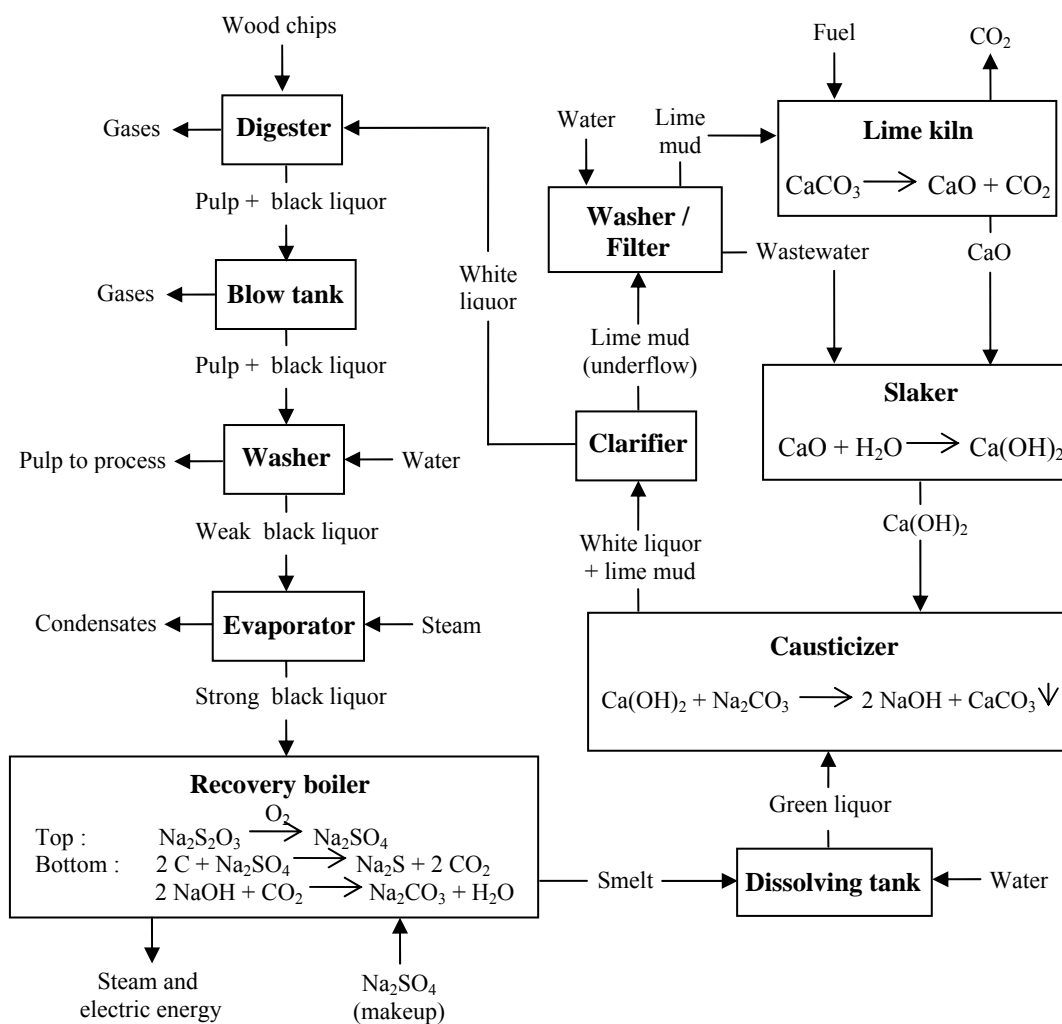 Wood chips
Gases
Digester
Pulp + black liquor
Gases
Blow tank
Pulp + black liquor
Pulp to process
Washer
Water
Weak black liquor
Condensates
Evaporator
Steam
Strong black liquor
Recovery boiler
O₂
Top : Na₂S₂O₃ → Na₂SO₄
Bottom : 2 C + Na₂SO₄ → Na₂S + 2 CO₂
2 NaOH + CO₂ → Na₂CO₃ + H₂O
Steam and
electric energy
Na₂SO₄
(makeup)
Smelt
Dissolving tank
Water
Green liquor
Causticizer
Ca(OH)₂ + Na₂CO₃ → 2 NaOH + CaCO₃ ↓
White liquor
+ lime mud
Clarifier
White
liquor
Lime mud
(underflow)
Water
Washer /
Filter
Wastewater
Lime
mud
Fuel
CO₂
Lime kiln
CaCO₃ → CaO + CO₂
CaO
Slaker
CaO + H₂O → Ca(OH)₂
Ca(OH)₂